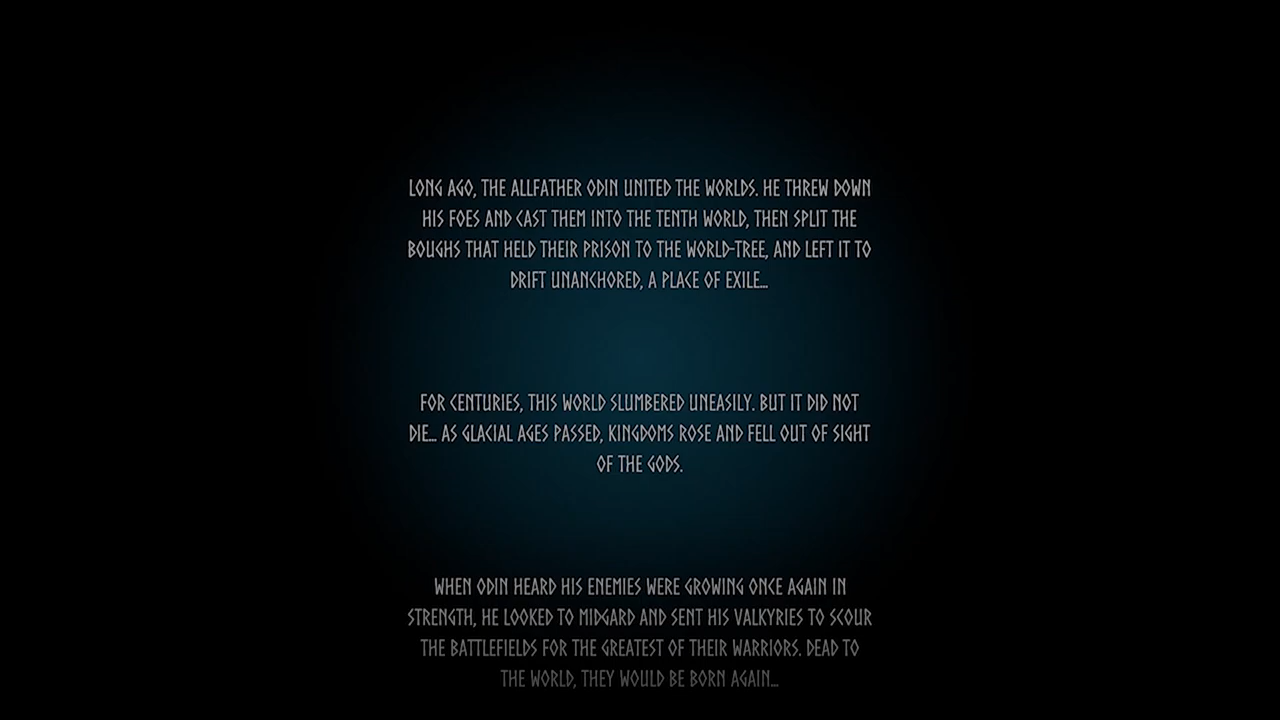 LONG AGO, THE ALLFATHER ODIN UNITED THE WORLDS. HE THREW DOWN
HIS FOES AND CAST THEM INTO THE TENTH WORLD, THEN SPLIT THE
BOUGHS THAT HELD THEIR PRISON TO THE WORLD-TREE, AND LEFT IT TO
DRIFT UNANCHORED, A PLACE OF EXILE...
FOR CENTURIES, THIS WORLD SLUMBERED UNEASILY. BUT IT DID NOT
DIE... AS GLACIAL AGES PASSED, KINGDOMS ROSE AND FELL OUT OF SIGHT
OF THE GODS.
WHEN ODIN HEARD HIS ENEMIES WERE GROWING ONCE AGAIN IN
STRENGTH, HE LOOKED TO MIDGARD AND SENT HIS VALKYRIES TO SCOUR
THE BATTLEFIELDS FOR THE GREATEST OF THEIR WARRIORS. DEAD TO
THE WORLD, THEY WOULD BE BORN AGAIN...